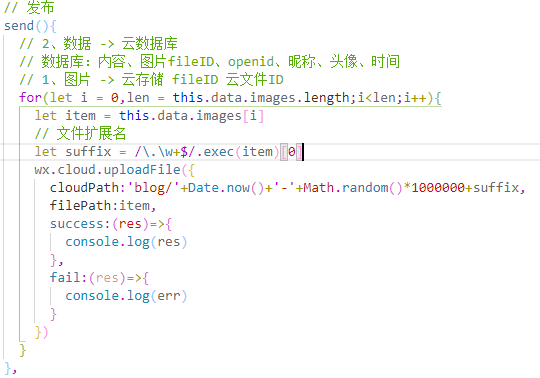 // 发布
send(){
// 2、数据 -> 云数据库
// 数据库：内容、图片fileID、openid、昵称、头像、时间
// 1、图片 -> 云存储 fileID 云文件ID
for(let i = 0,len = this.data.images.length;i<len;i++){
let item = this.data.images[i]
// 文件扩展名
let suffix = /\.\w+$/.exec(item)[0]
wx.cloud.uploadFile({
cloudPath:'blog/'+Date.now()+'-'+Math.random()*1000000+suffix,
filePath:item,
success:(res)=>{
console.log(res)
},
fail:(res)=>{
console.log(err)
}
})
}
},